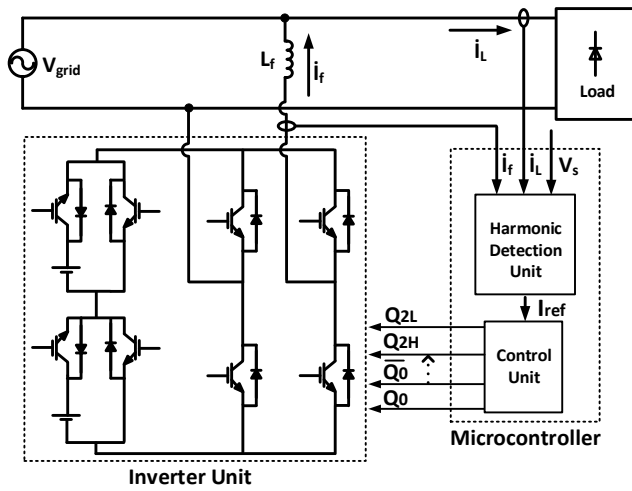 Vgrid
Lf
if
iL
Load
if
iL
Vs
Harmonic
Detection
Unit
Iref
Q2L
Q2H
Q̅0̅
Q0
Control
Unit
Microcontroller
Inverter Unit